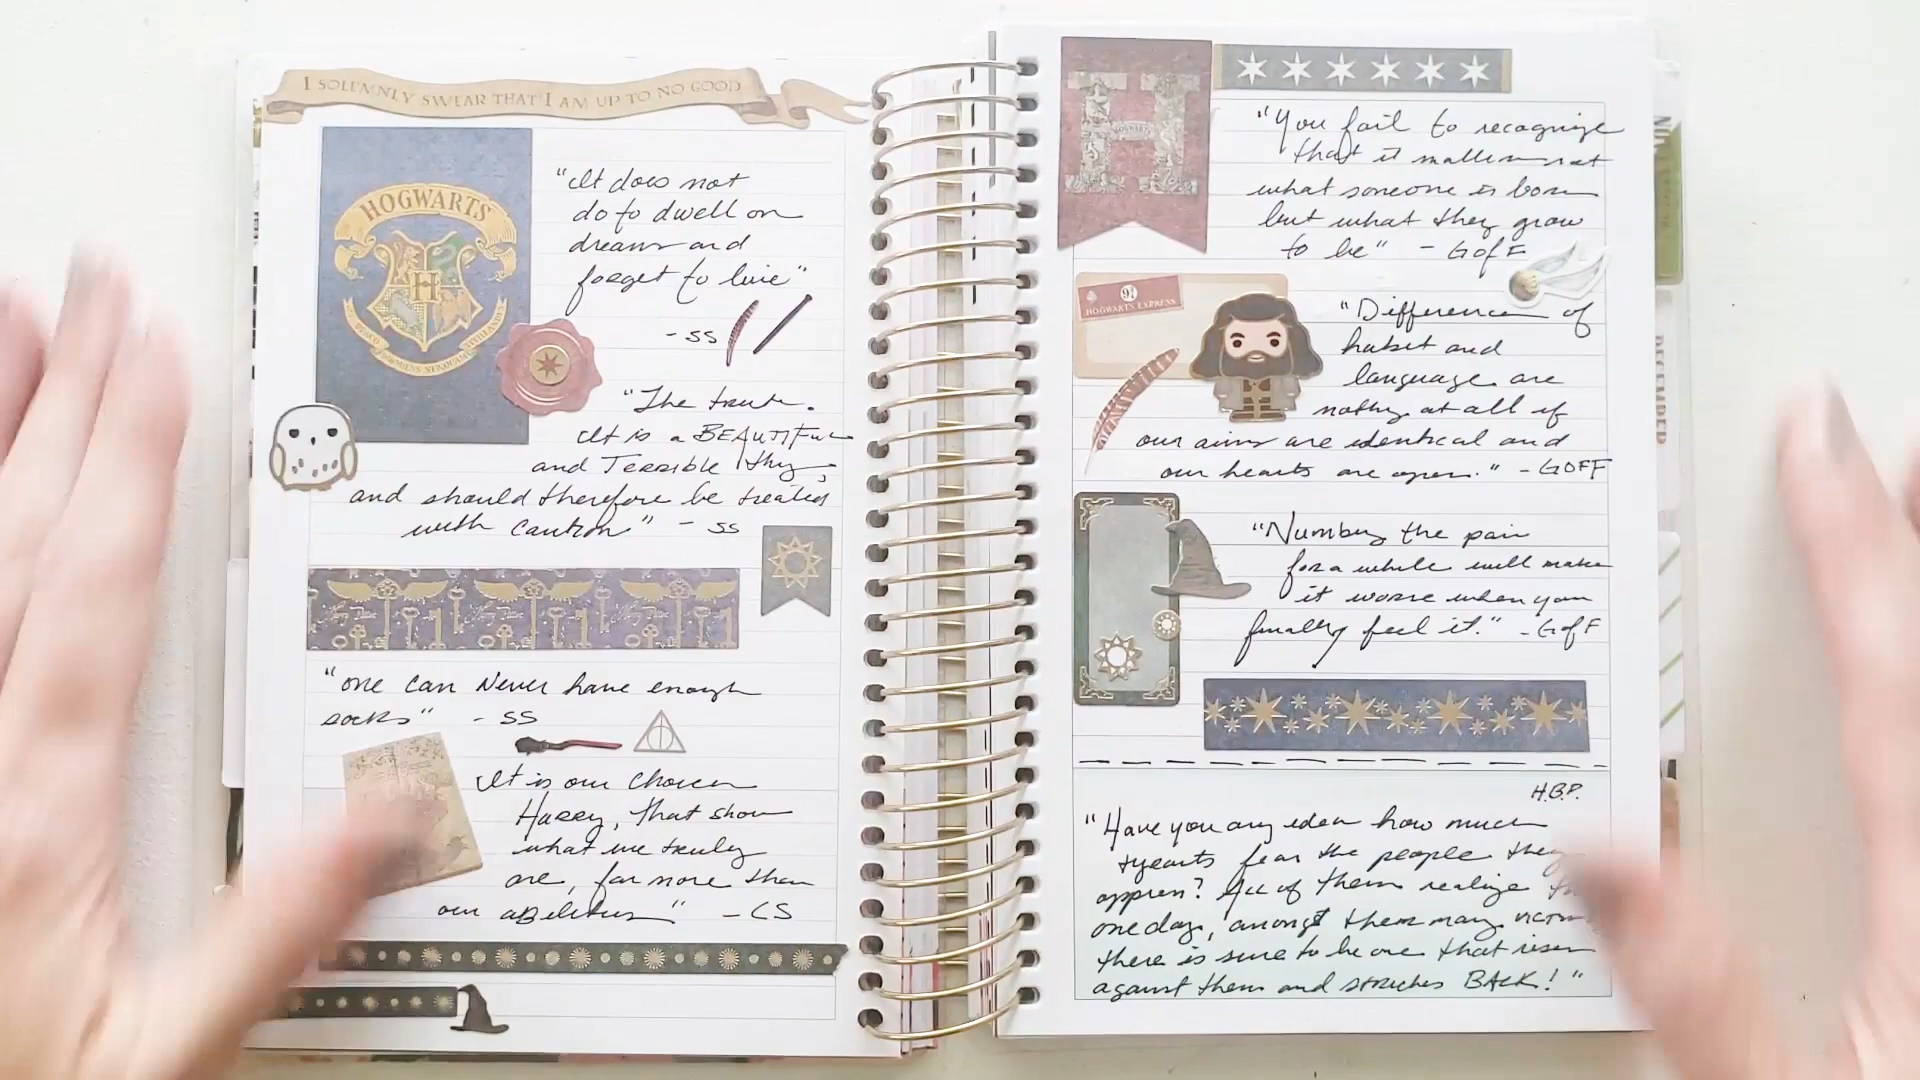 I SOLEMNLY SWEAR THAT I AM UP TO NO GOOD
HOGWARTS
H
"It does not
do to dwell on
dreams and
forget to live"
- SS
"The truth.
It is a BEAUTIFUL
and Terrible thing,
and should therefore be treated
with caution" - SS
"one can Never have enough
socks" - SS
It is our choices
Harry, that show
what we truly
are, far more than
our abilities" - CS
H
HOGWARTS
"You fail to recognize
that it matters not
what someone is born
but what they grow
to be" - GofF
9¾
HOGWARTS EXPRESS
"Differences of
habit and
language are
nothing at all if
our aims are identical and
our hearts are open." - GOFF
"Numbing the pain
for a while will make
it worse when you
finally feel it." - GofF
H.B.P.
"Have you any idea how much
tyrants fear the people they
oppress? All of them realize
one day, amongst their many
there is sure to be one that rises
against them and strikes BACK!"
DECEMBER